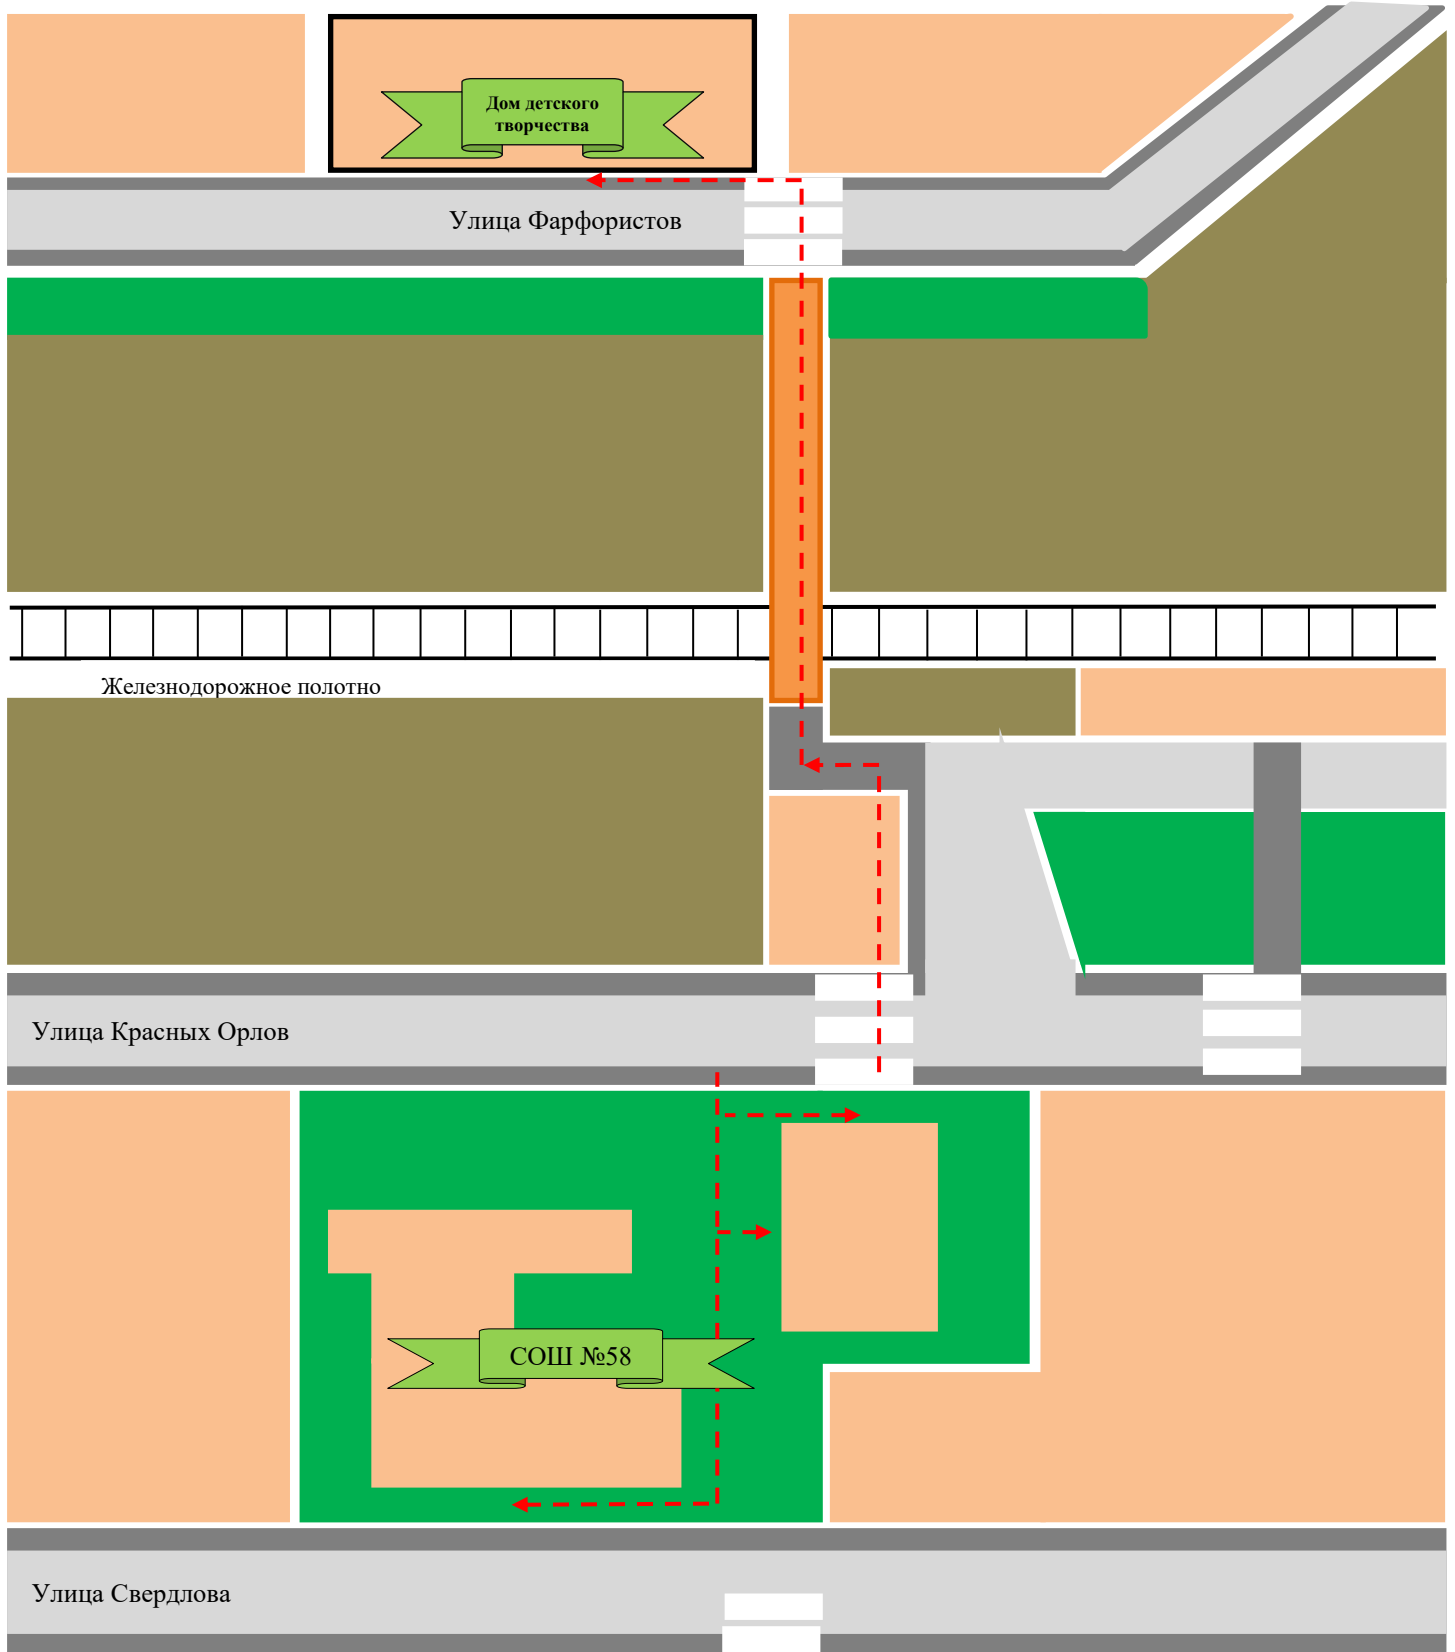 Дом детского
творчества
Улица Фарфористов
Железнодорожное полотно
Улица Красных Орлов
СОШ №58
Улица Свердлова